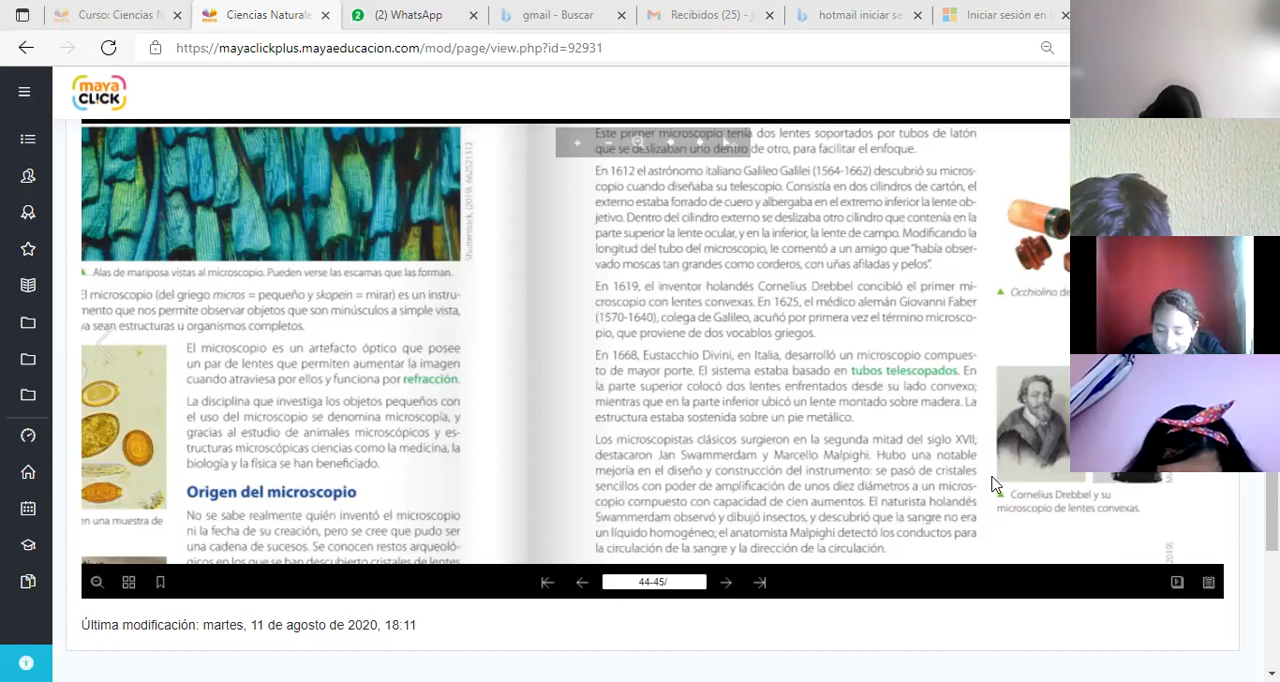 Curso: Ciencias N
Ciencias Naturale
(2) WhatsApp
gmail - Buscar
Recibidos (25) - j
hotmail iniciar se
Iniciar sesión en
https://mayaclickplus.mayaeducacion.com/mod/page/view.php?id=92931
maya
CLICK
Shutterstock, (2019). 662521312
Alas de mariposa vistas al microscopio. Pueden verse las escamas que las forman.
El microscopio (del griego micros = pequeño y skopein = mirar) es un instru-
mento que nos permite observar objetos que son minúsculos a simple vista,
ya sean estructuras u organismos completos.
El microscopio es un artefacto óptico que posee
un par de lentes que permiten aumentar la imagen
cuando atraviesa por ellos y funciona por refracción.
La disciplina que investiga los objetos pequeños con
el uso del microscopio se denomina microscopía, y
gracias al estudio de animales microscópicos y es-
tructuras microscópicas ciencias como la medicina, la
biología y la física se han beneficiado.
en una muestra de
Origen del microscopio
No se sabe realmente quién inventó el microscopio
ni la fecha de su creación, pero se cree que pudo ser
una cadena de sucesos. Se conocen restos arqueoló-
gicos en los que se han descubierto cristales de lentes
Este primer microscopio tenía dos lentes soportados por tubos de latón
que se deslizaban uno dentro de otro, para facilitar el enfoque.
En 1612 el astrónomo italiano Galileo Galilei (1564-1662) descubrió su micros-
copio cuando diseñaba su telescopio. Consistía en dos cilindros de cartón, el
externo estaba forrado de cuero y albergaba en el extremo inferior la lente ob-
jetivo. Dentro del cilindro externo se deslizaba otro cilindro que contenía en la
parte superior la lente ocular, y en la inferior, la lente de campo. Modificando la
longitud del tubo del microscopio, le comentó a un amigo que "había obser-
vado moscas tan grandes como corderos, con uñas afiladas y pelos".
En 1619, el inventor holandés Cornelius Drebbel concibió el primer mi-
croscopio con lentes convexas. En 1625, el médico alemán Giovanni Faber
(1570-1640), colega de Galileo, acuñó por primera vez el término microsco-
pio, que proviene de dos vocablos griegos.
En 1668, Eustacchio Divini, en Italia, desarrolló un microscopio compues-
to de mayor porte. El sistema estaba basado en tubos telescopados. En
la parte superior colocó dos lentes enfrentados desde su lado convexo;
mientras que en la parte inferior ubicó un lente montado sobre madera. La
estructura estaba sostenida sobre un pie metálico.
Los microscopistas clásicos surgieron en la segunda mitad del siglo XVII;
destacaron Jan Swammerdam y Marcello Malpighi. Hubo una notable
mejoría en el diseño y construcción del instrumento: se pasó de cristales
sencillos con poder de amplificación de unos diez diámetros a un micros-
copio compuesto con capacidad de cien aumentos. El naturista holandés
Swammerdam observó y dibujó insectos, y descubrió que la sangre no era
un líquido homogéneo; el anatomista Malpighi detectó los conductos para
la circulación de la sangre y la dirección de la circulación.
Occhiolino de
Cornelius Drebbel y su
microscopio de lentes convexas.
2019).
44-45/
Última modificación: martes, 11 de agosto de 2020, 18:11